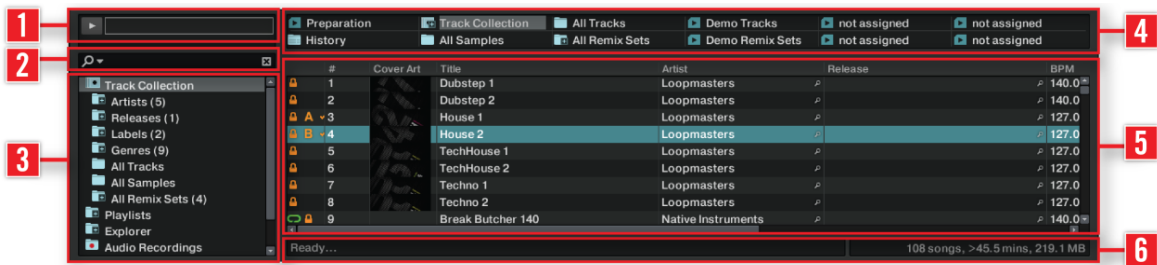 1
2
3
4
5
6
Preparation Track Collection All Tracks Demo Tracks not assigned not assigned
History All Samples All Remix Sets Demo Remix Sets not assigned not assigned
Track Collection
Artists (5)
Releases (1)
Labels (2)
Genres (9)
All Tracks
All Samples
All Remix Sets (4)
Playlists
Explorer
Audio Recordings
# Cover Art Title Artist Release BPM
1 Dubstep 1 Loopmasters 140.0
2 Dubstep 2 Loopmasters 140.0
A 3 House 1 Loopmasters 127.0
B 4 House 2 Loopmasters 127.0
5 TechHouse 1 Loopmasters 127.0
6 TechHouse 2 Loopmasters 127.0
7 Techno 1 Loopmasters 127.0
8 Techno 2 Loopmasters 127.0
9 Break Butcher 140 Native Instruments 140.0
Ready... 108 songs, >45.5 mins, 219.1 MB